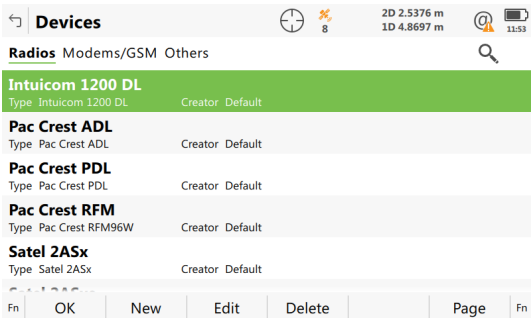 Devices
8
2D 2.5376 m
1D 4.8697 m
@
11:53
Radios Modems/GSM Others
Intuicom 1200 DL
Type Intuicom 1200 DL Creator Default
Pac Crest ADL
Type Pac Crest ADL Creator Default
Pac Crest PDL
Type Pac Crest PDL Creator Default
Pac Crest RFM
Type Pac Crest RFM96W Creator Default
Satel 2ASx
Type Satel 2ASx Creator Default
Fn OK New Edit Delete Page Fn